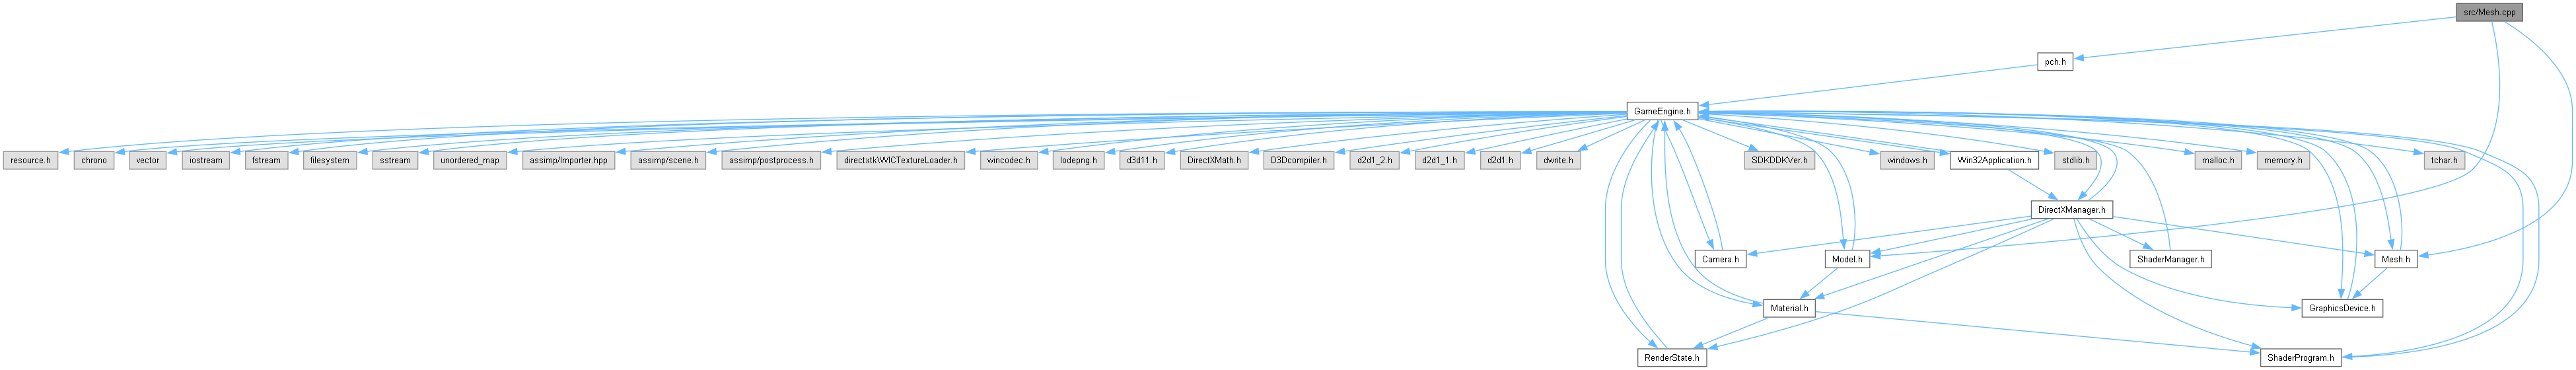 src/Mesh.cpp
pch.h
GameEngine.h
resource.h
chrono
vector
iostream
fstream
filesystem
sstream
unordered_map
assimp/Importer.hpp
assimp/scene.h
assimp/postprocess.h
directxtk\WICTextureLoader.h
wincodec.h
lodepng.h
d3d11.h
DirectXMath.h
D3Dcompiler.h
d2d1_2.h
d2d1_1.h
d2d1.h
dwrite.h
SDKDDKVer.h
windows.h
Win32Application.h
stdlib.h
malloc.h
memory.h
tchar.h
DirectXManager.h
Camera.h
Model.h
ShaderManager.h
Mesh.h
Material.h
GraphicsDevice.h
RenderState.h
ShaderProgram.h